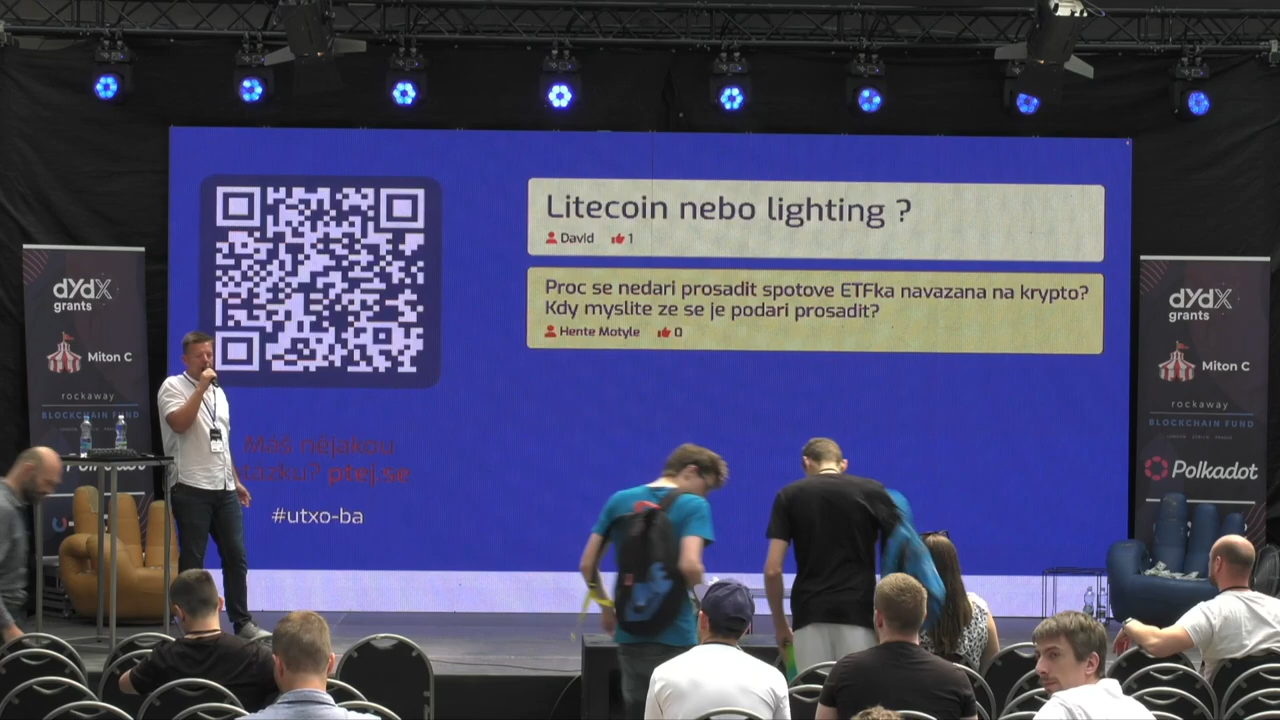 Litecoin nebo lighting ?
David 1
Proc se nedari prosadit spotove ETFka navazana na krypto?
Kdy myslite ze se je podari prosadit?
Hente Motyle 0
Máš nějakou
otázku? ptej se
#utxo-ba
dYdX
grants
Miton C
rockaway
BLOCKCHAIN FUND
Polkadot
dYdX
grants
Miton C
rockaway
BLOCKCHAIN FUND
Polkadot